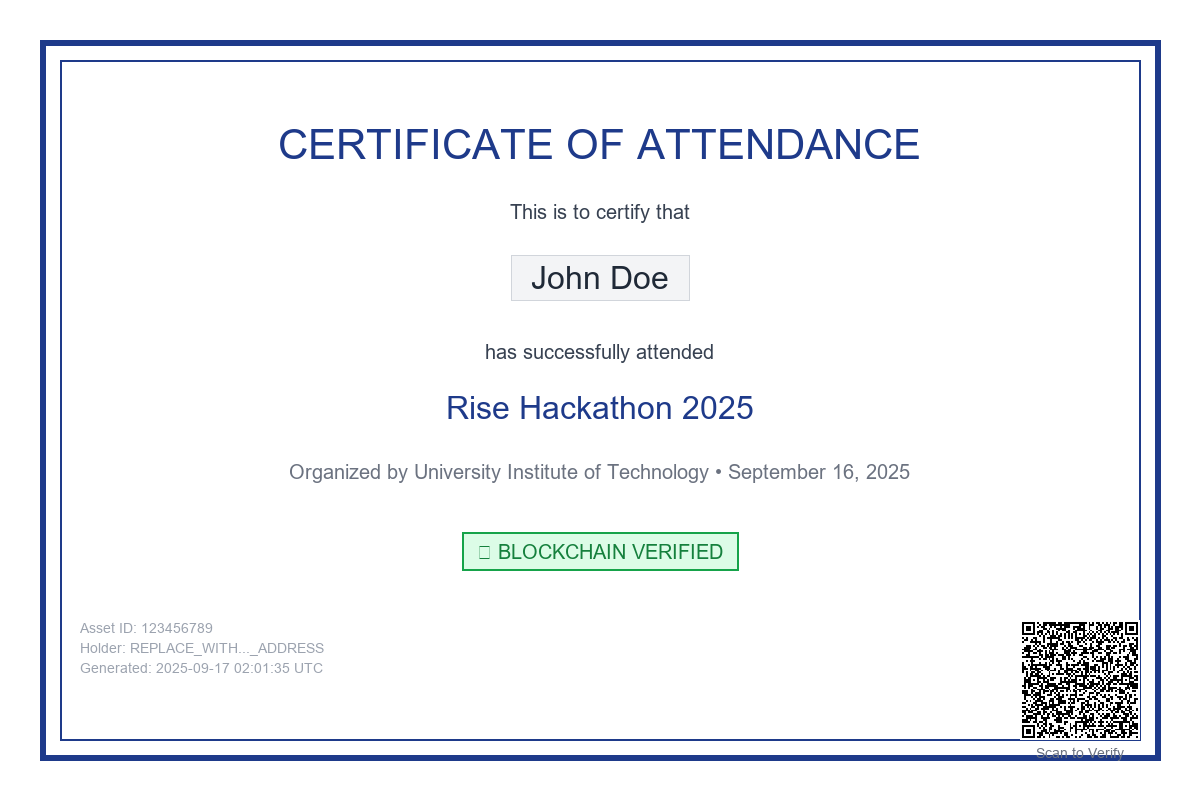 CERTIFICATE OF ATTENDANCE
This is to certify that
John Doe
has successfully attended
Rise Hackathon 2025
Organized by University Institute of Technology • September 16, 2025
BLOCKCHAIN VERIFIED
Asset ID: 123456789
Holder: REPLACE_WITH..._ADDRESS
Generated: 2025-09-17 02:01:35 UTC
Scan to Verify